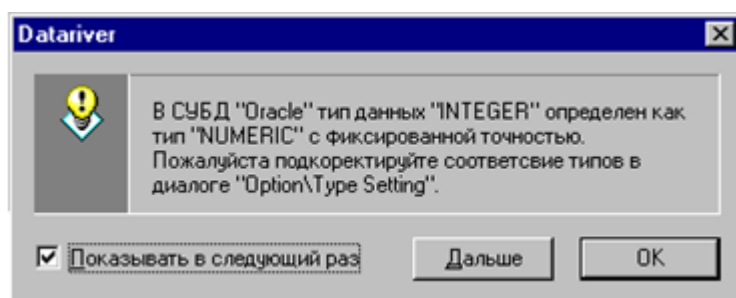 Datariver
В СУБД "Oracle" тип данных "INTEGER" определен как
тип "NUMERIC" с фиксированной точностью.
Пожалуйста подкоректируйте соответсвие типов в
диалоге "Option\Type Setting".
Показывать в следующий раз
Дальше
OK